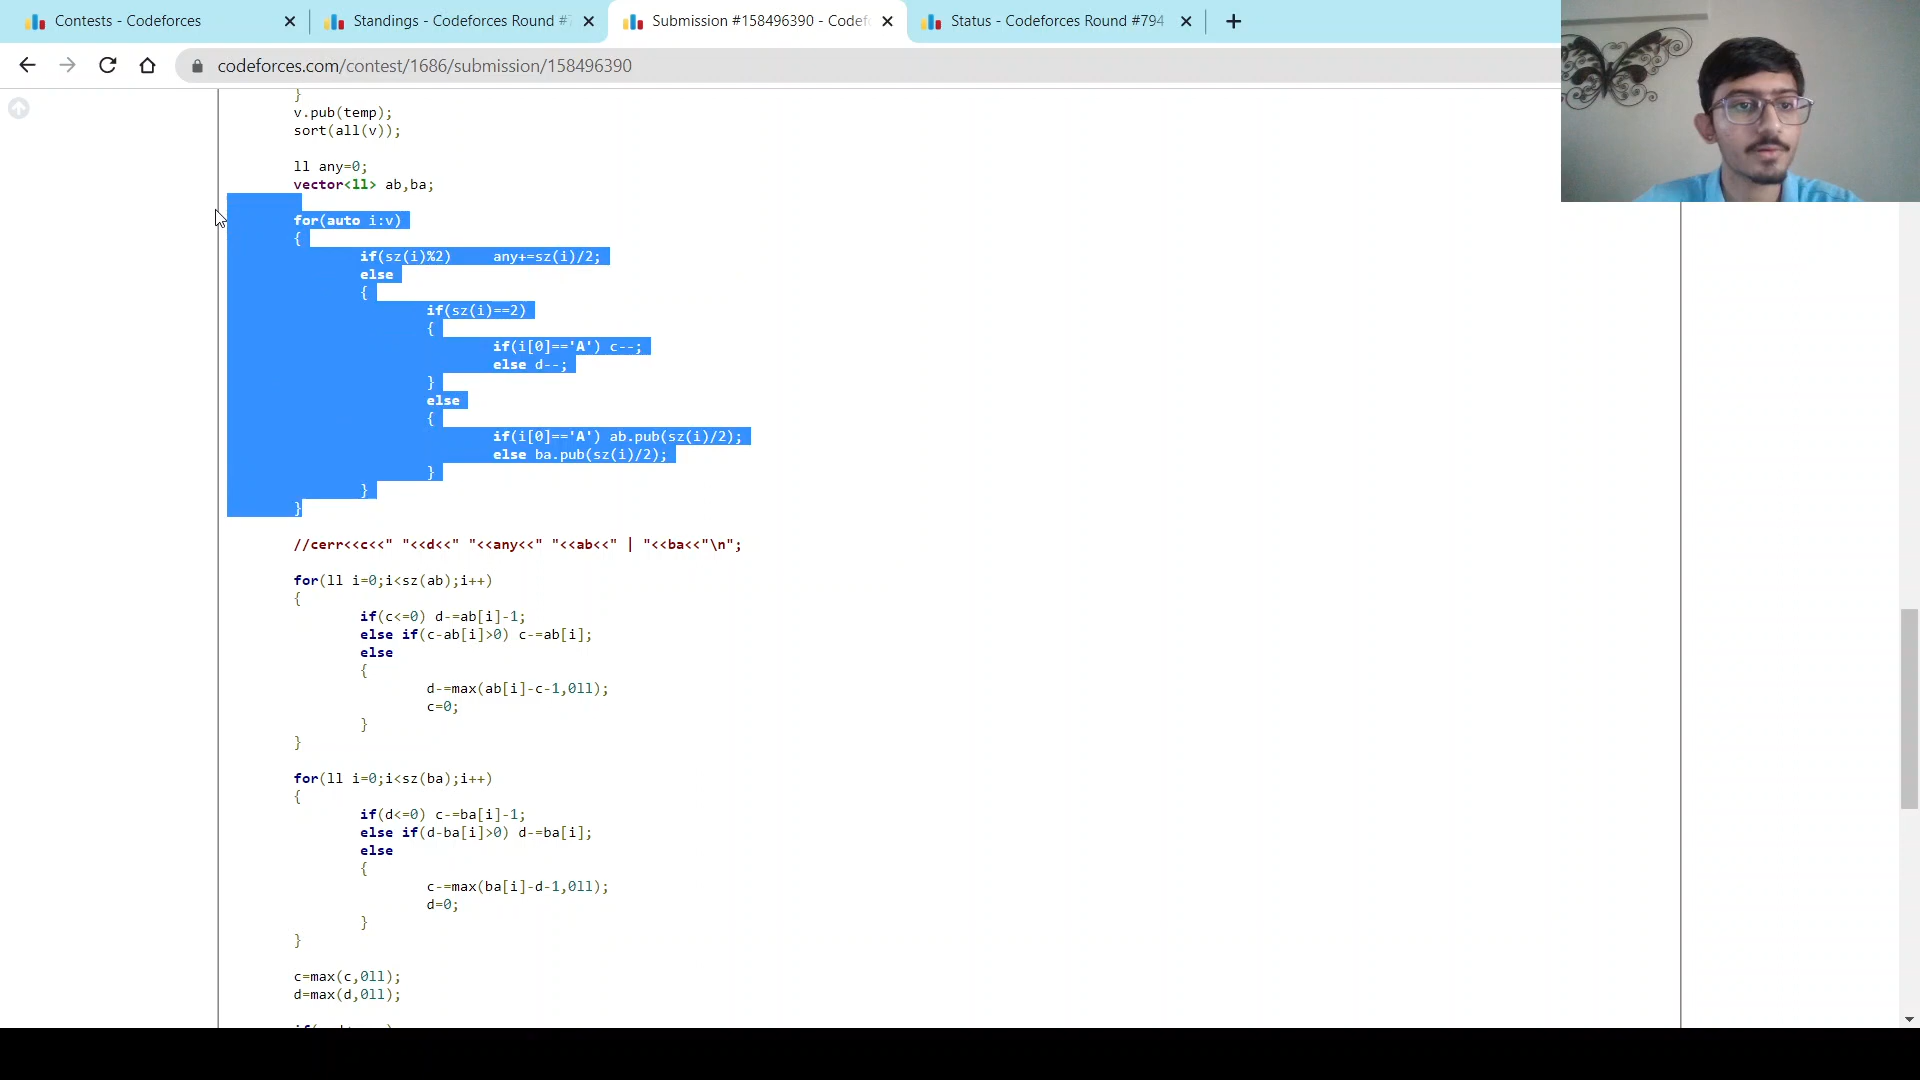 Contests - Codeforces
Standings - Codeforces Round #7
Submission #158496390 - Codef
Status - Codeforces Round #794
codeforces.com/contest/1686/submission/158496390
}
v.pub(temp);
sort(all(v));
ll any=0;
vector<ll> ab,ba;
for(auto i:v)
{
if(sz(i)%2) any+=sz(i)/2;
else
{
if(sz(i)==2)
{
if(i[0]=='A') c--;
else d--;
}
else
{
if(i[0]=='A') ab.pub(sz(i)/2);
else ba.pub(sz(i)/2);
}
}
}
//cerr<<c<<" "<<d<<" "<<any<<" "<<ab<<" | "<<ba<<"\n";
for(ll i=0;i<sz(ab);i++)
{
if(c<=0) d-=ab[i]-1;
else if(c-ab[i]>0) c-=ab[i];
else
{
d-=max(ab[i]-c-1,0ll);
c=0;
}
}
for(ll i=0;i<sz(ba);i++)
{
if(d<=0) c-=ba[i]-1;
else if(d-ba[i]>0) d-=ba[i];
else
{
c-=max(ba[i]-d-1,0ll);
d=0;
}
}
c=max(c,0ll);
d=max(d,0ll);